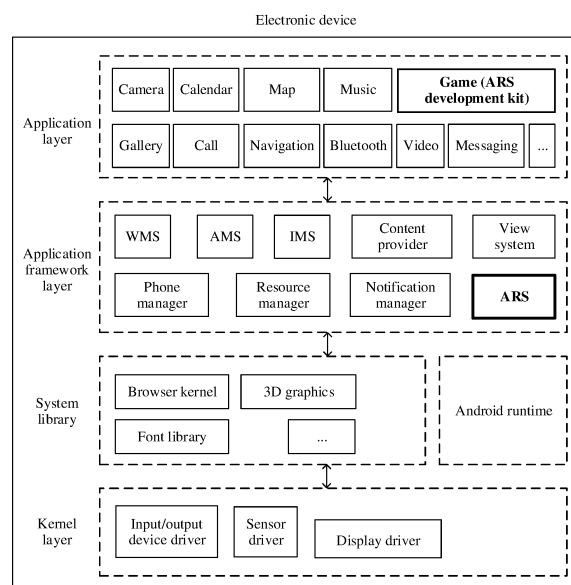 Electronic device
Application
layer
Camera
Calendar
Map
Music
Game (ARS
development kit)
Gallery
Call
Navigation
Bluetooth
Video
Messaging
...
Application
framework
layer
WMS
AMS
IMS
Content
provider
View
system
Phone
manager
Resource
manager
Notification
manager
ARS
System
library
Browser kernel
3D graphics
Font library
...
Android runtime
Kernel
layer
Input/output
device driver
Sensor
driver
Display driver